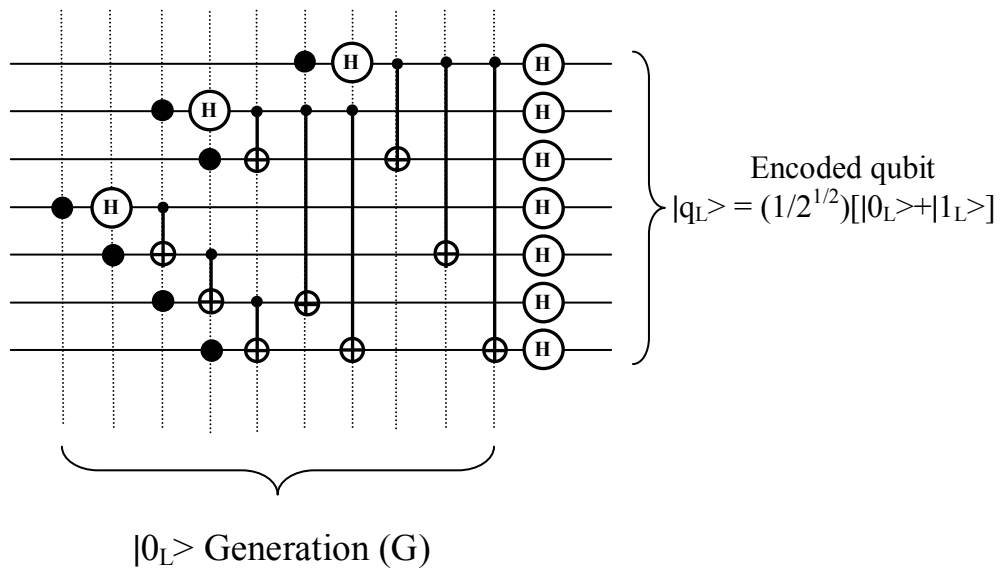 H
H
H
H
H
H
H
H
H
H
Encoded qubit
|q_L> = (1/2^{1/2})[|0_L>+|1_L>]
|0_L> Generation (G)